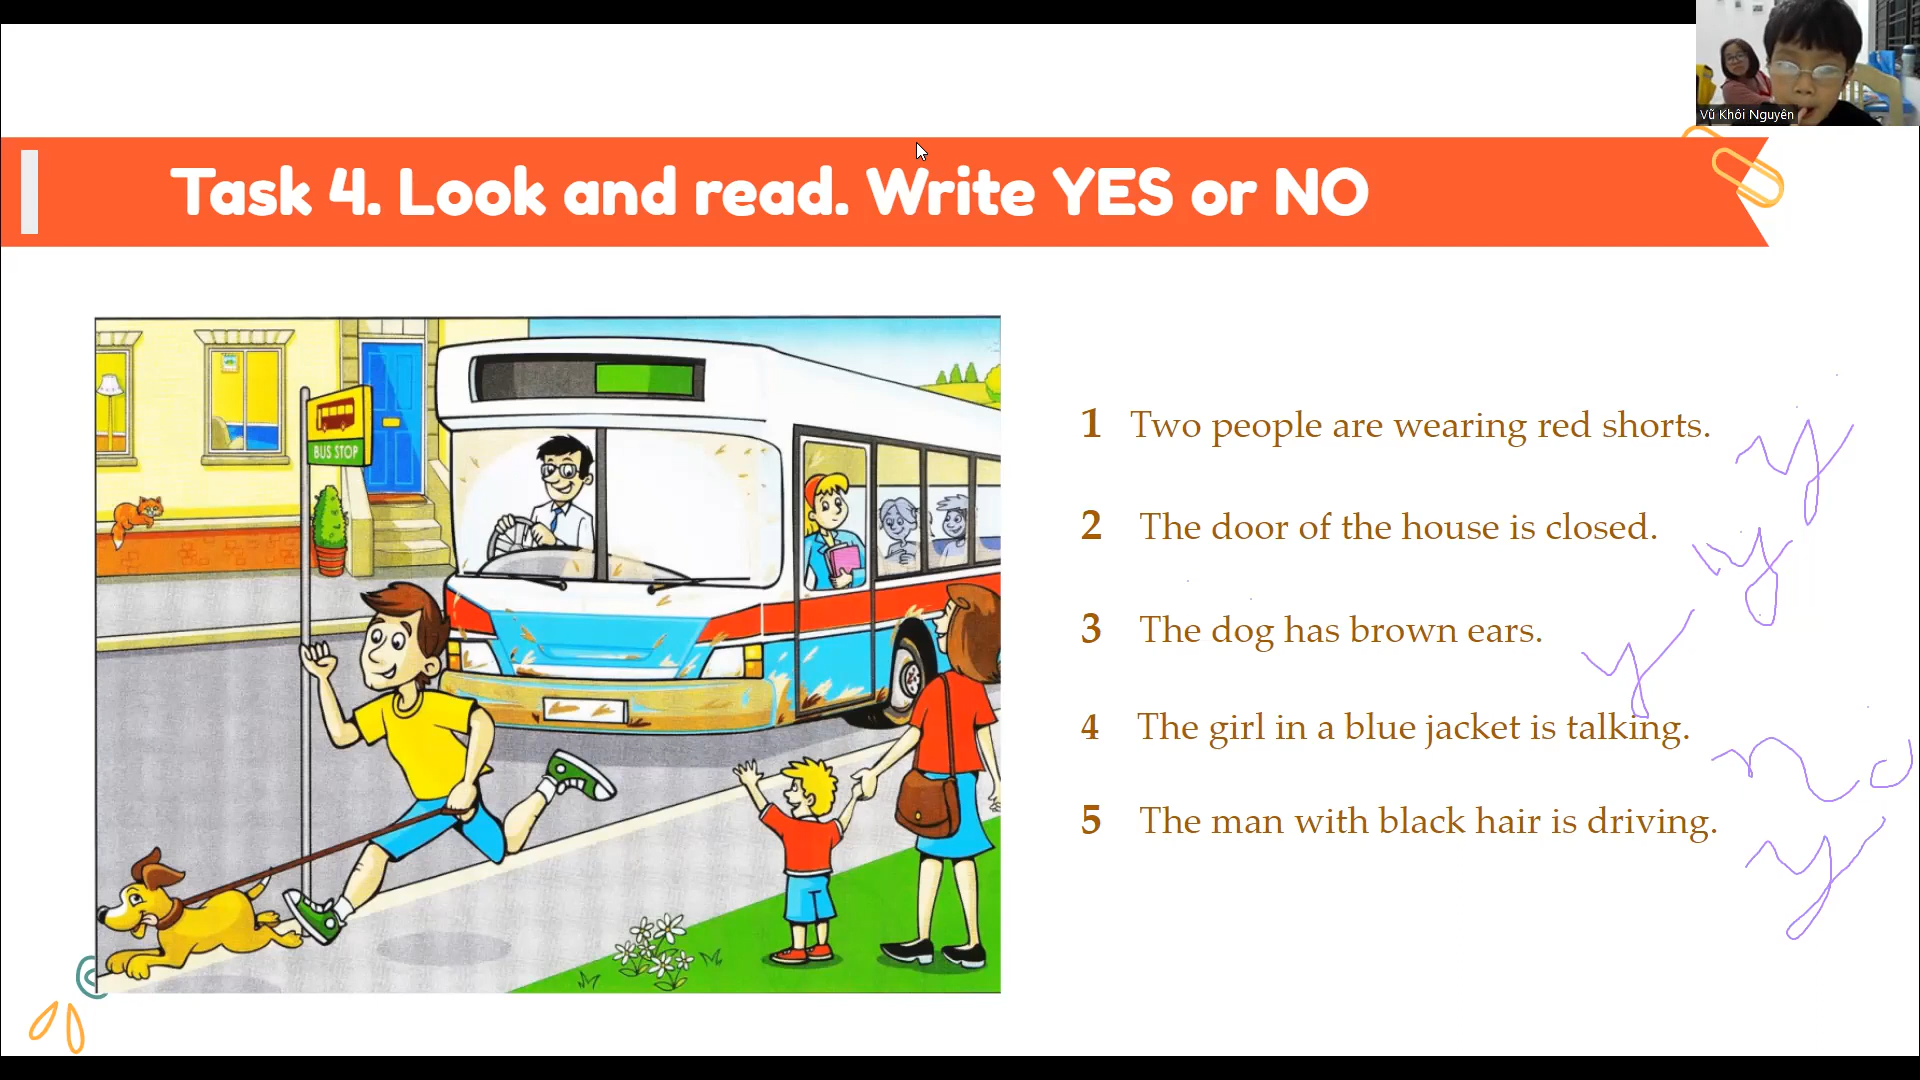 Vũ Khôi Nguyên
Task 4. Look and read. Write YES or NO
BUS STOP
1 Two people are wearing red shorts. y
2 The door of the house is closed. y
3 The dog has brown ears. y
4 The girl in a blue jacket is talking. no
5 The man with black hair is driving. y